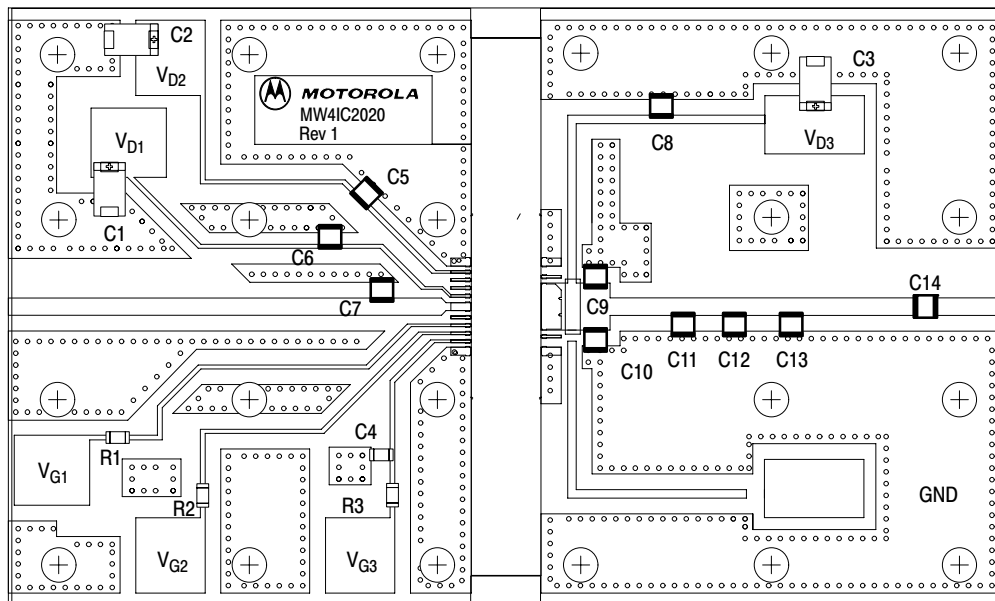 C2
VD2
MOTOROLA
MW4IC2020
Rev 1
C3
C8
VD3
VD1
C5
C1
C6
C7
C9
C14
C10
C11
C12
C13
C4
R1
VG1
R2
R3
VG2
VG3
GND